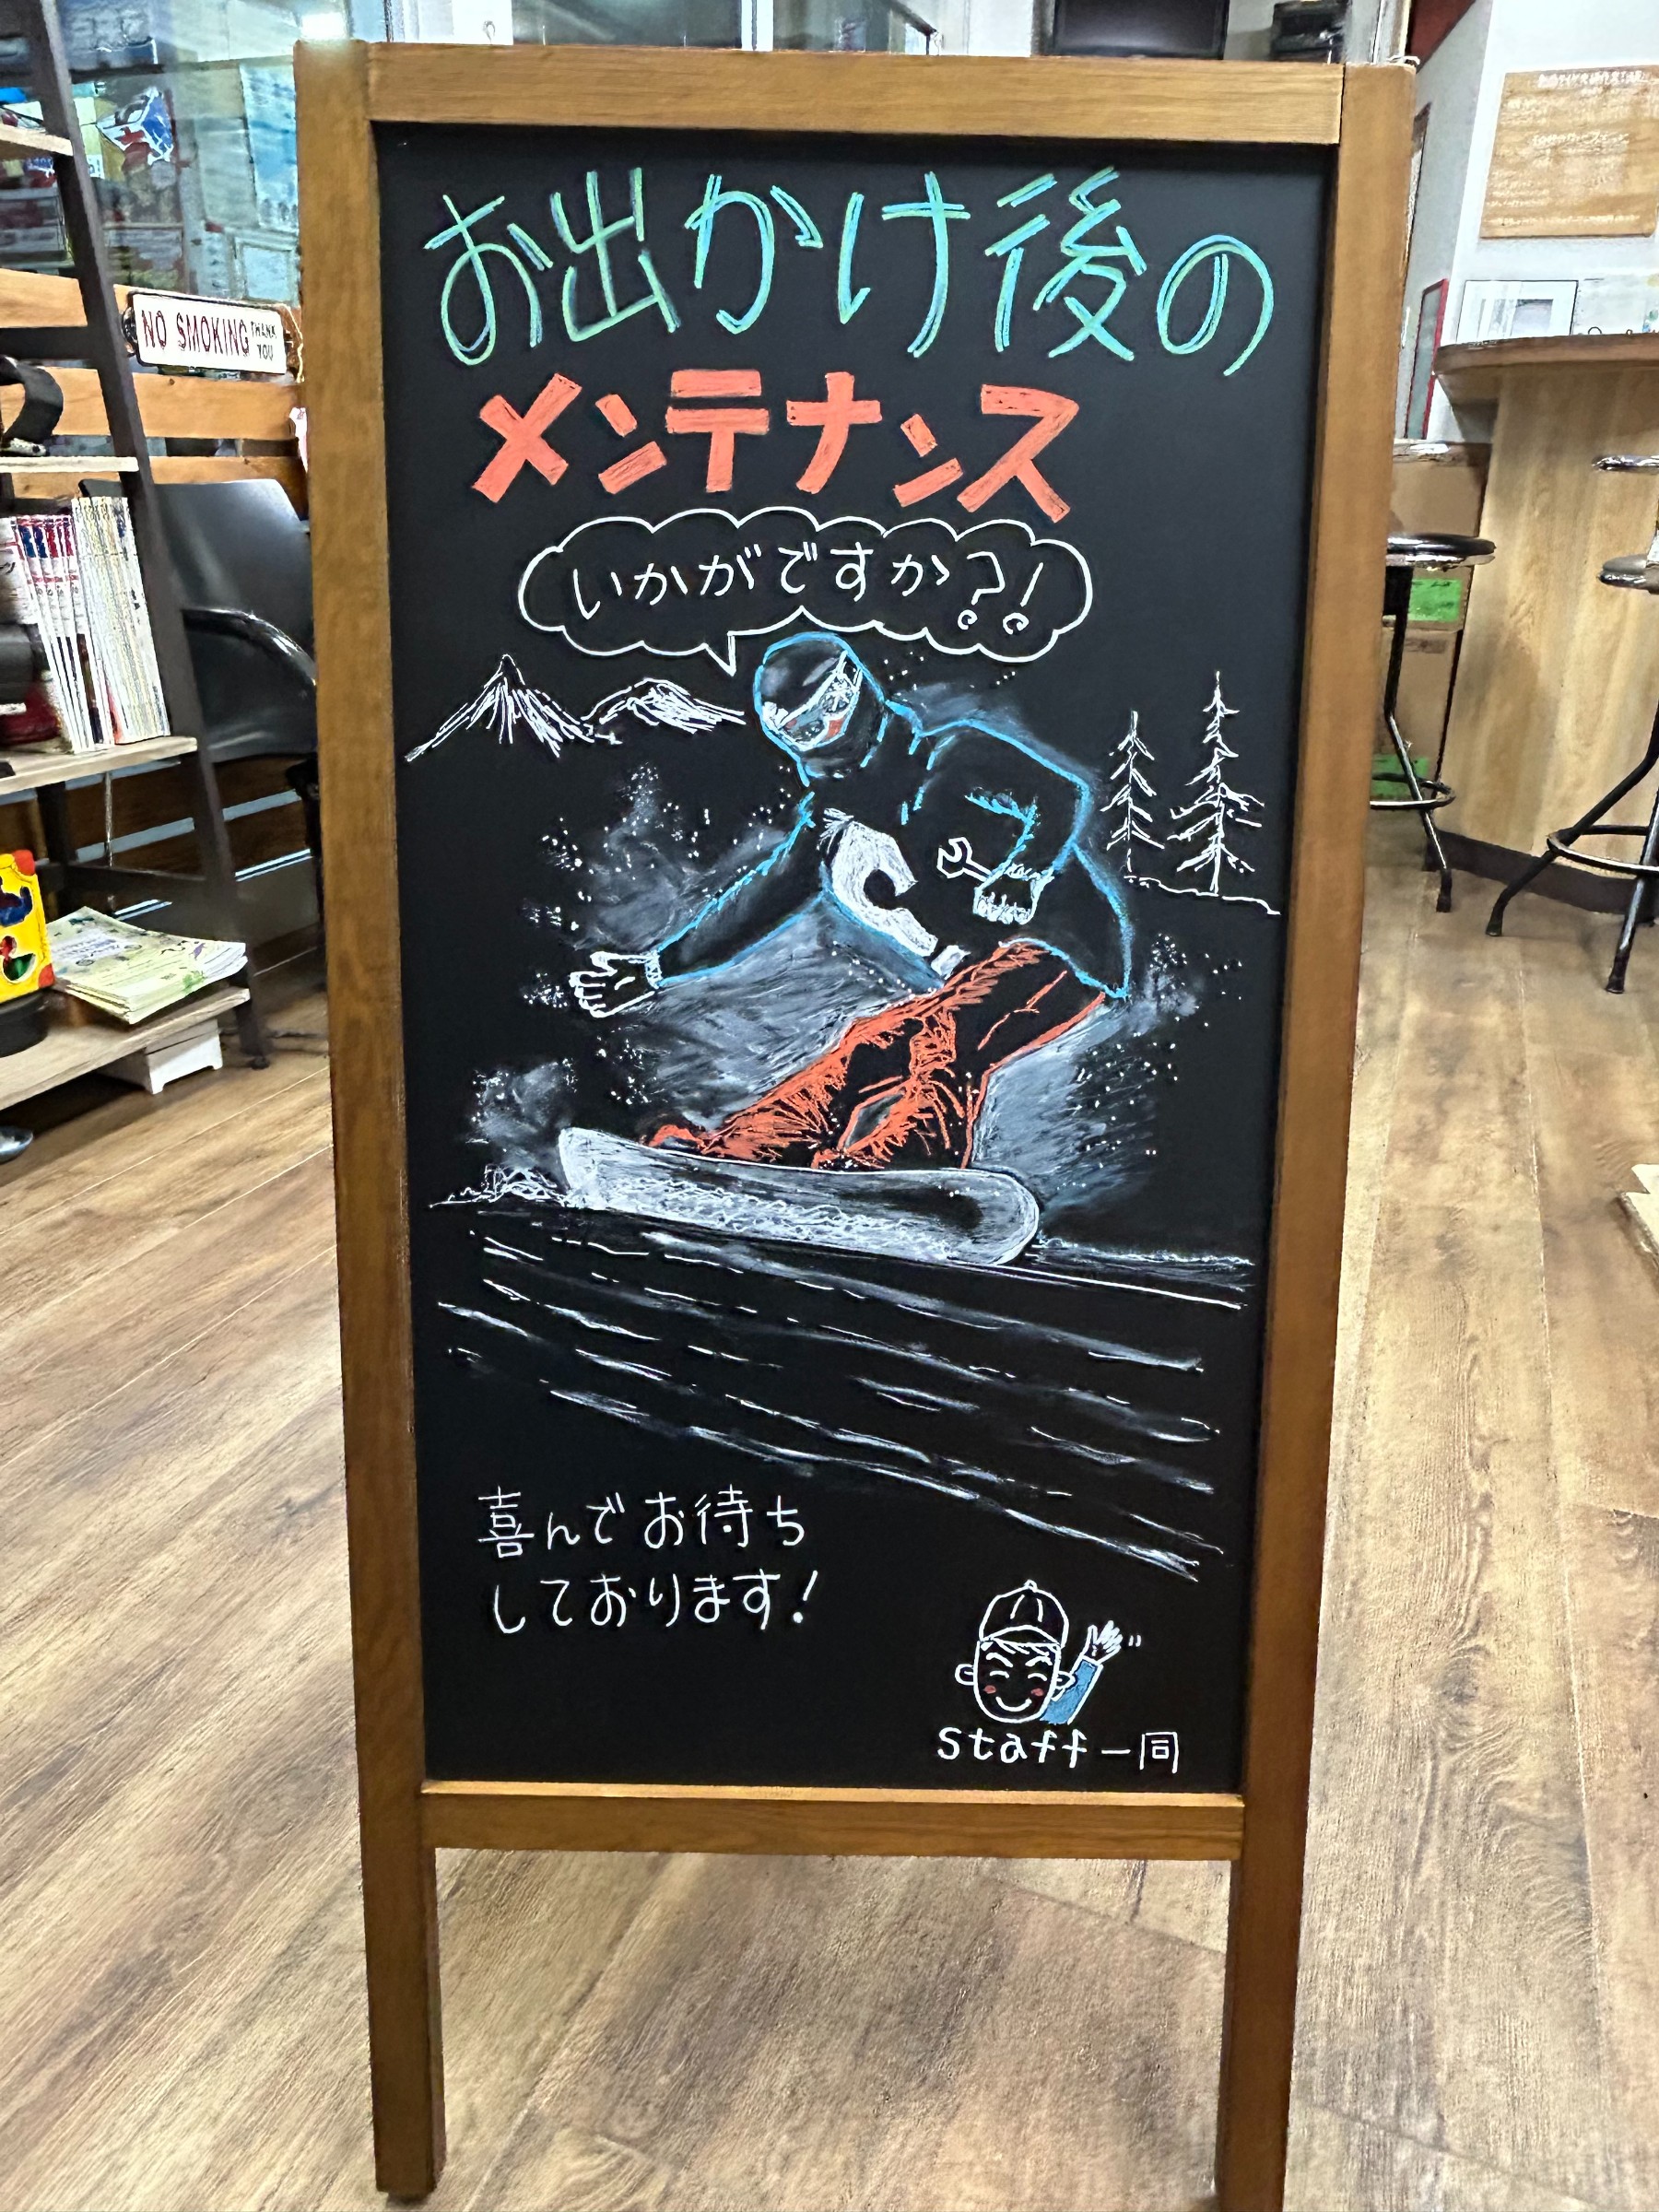 お出かけ後の
メンテナンス
いかがですか?!
喜んでお待ち
しております!
staff一同
NO SMOKING THANK YOU